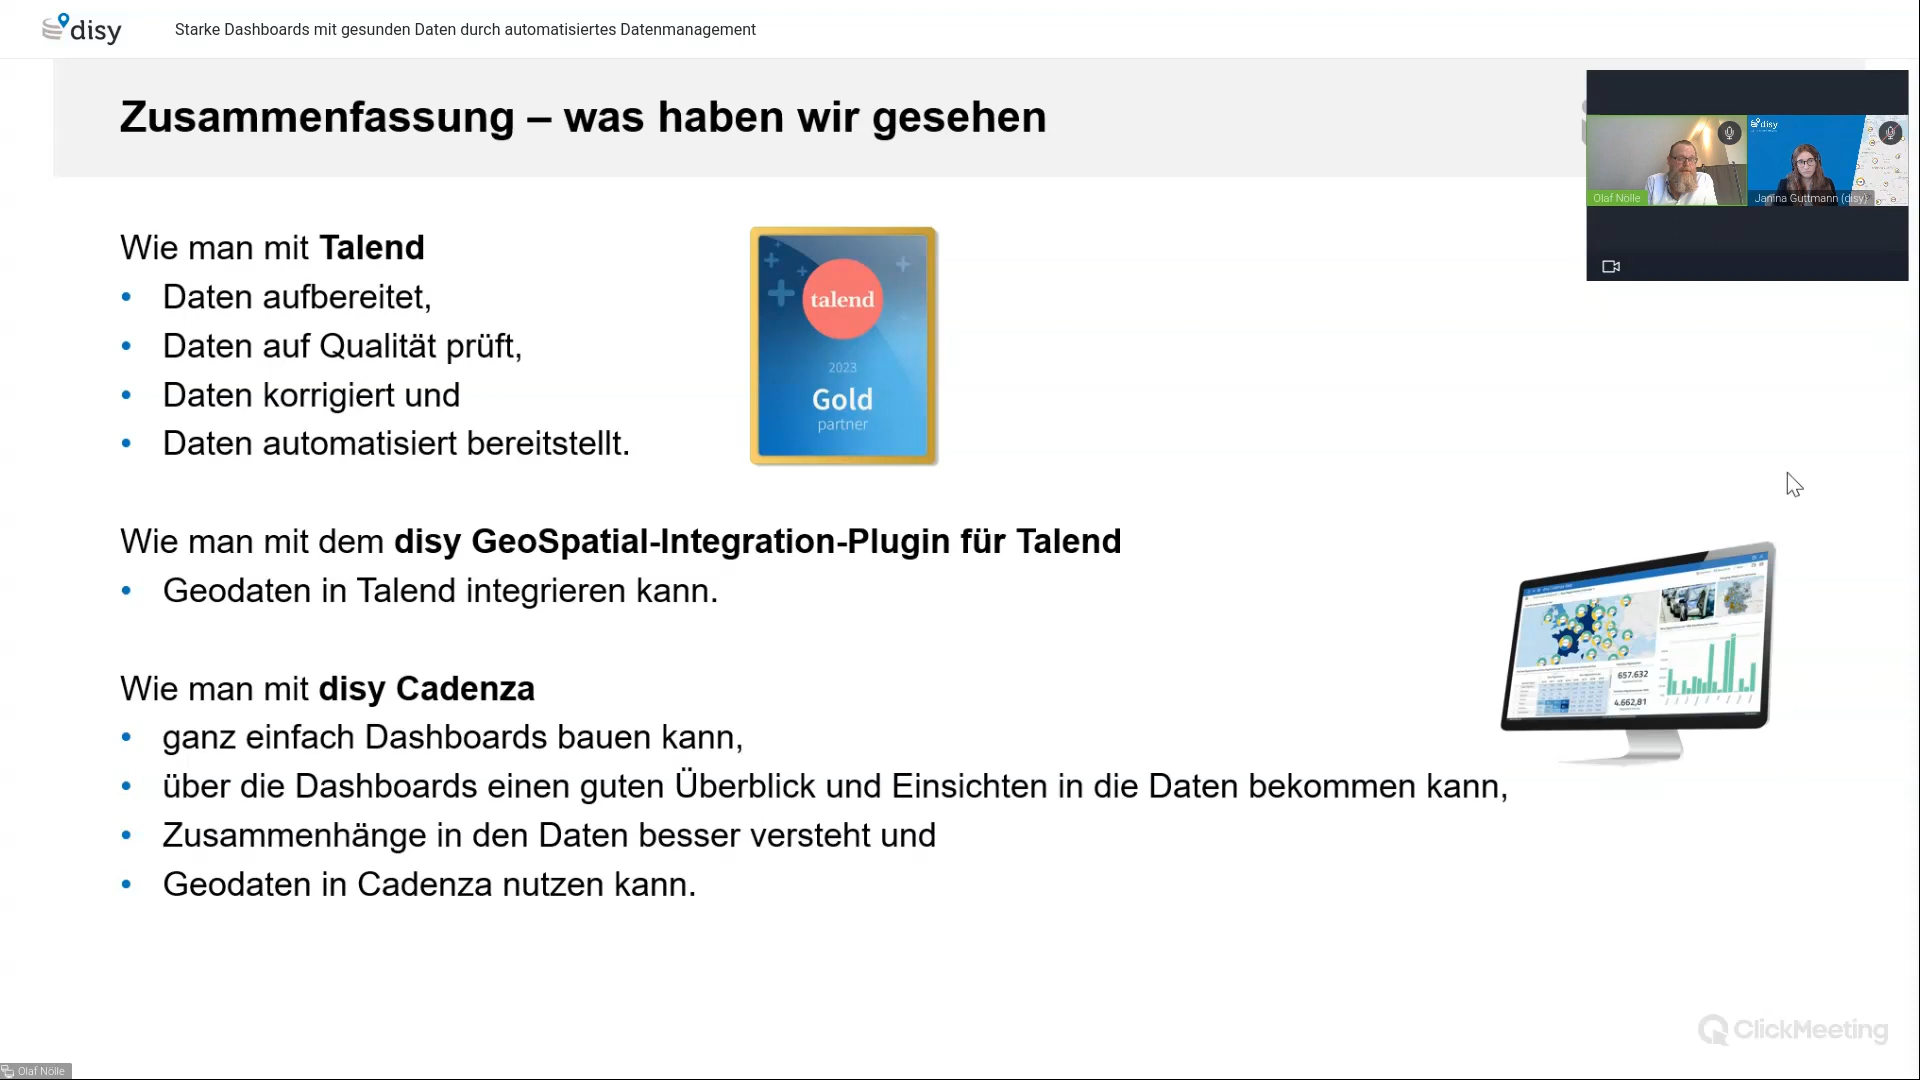 disy
Starke Dashboards mit gesunden Daten durch automatisiertes Datenmanagement
Zusammenfassung – was haben wir gesehen
disy
Olaf Nölle
Janina Guttmann (disy)
Wie man mit Talend
• Daten aufbereitet,
• Daten auf Qualität prüft,
• Daten korrigiert und
• Daten automatisiert bereitstellt.
talend
2023
Gold
partner
Wie man mit dem disy GeoSpatial-Integration-Plugin für Talend
• Geodaten in Talend integrieren kann.
657.632
4.662,81
Wie man mit disy Cadenza
• ganz einfach Dashboards bauen kann,
• über die Dashboards einen guten Überblick und Einsichten in die Daten bekommen kann,
• Zusammenhänge in den Daten besser versteht und
• Geodaten in Cadenza nutzen kann.
ClickMeeting
Olaf Nölle